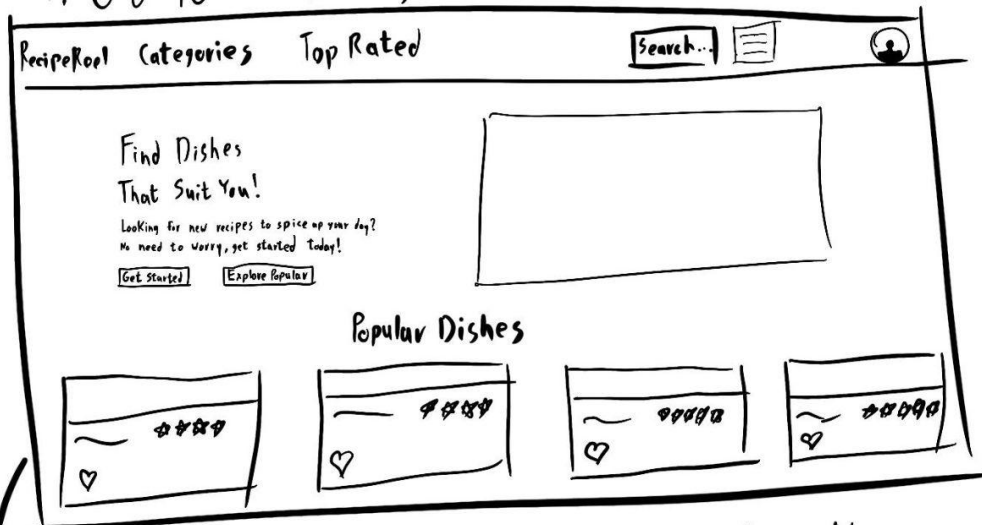 RecipeRool Categories Top Rated Search...
Find Dishes
That Suit You!
Looking for new recipes to spice up your day?
No need to worry, get started today!
Get Started Explore Popular
Popular Dishes